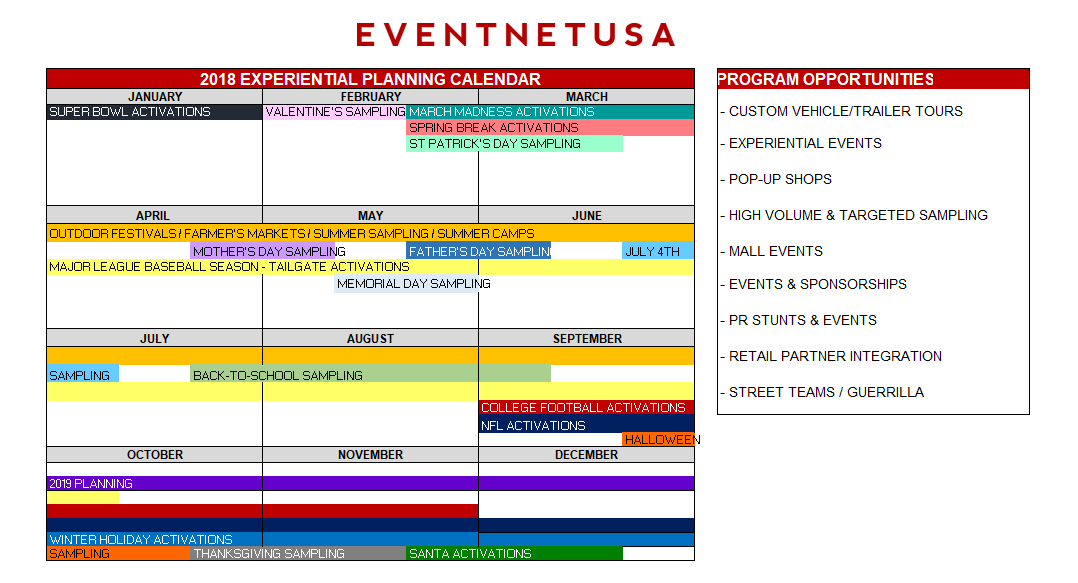 EVENTNETUSA
2018 EXPERIENTIAL PLANNING CALENDAR
JANUARY FEBRUARY MARCH
SUPER BOWL ACTIVATIONS VALENTINE'S SAMPLING MARCH MADNESS ACTIVATIONS
SPRING BREAK ACTIVATIONS
ST PATRICK'S DAY SAMPLING
APRIL MAY JUNE
OUTDOOR FESTIVALS / FARMER'S MARKETS / SUMMER SAMPLING / SUMMER CAMPS
MOTHER'S DAY SAMPLING FATHER'S DAY SAMPLIN JULY 4TH
MAJOR LEAGUE BASEBALL SEASON - TAILGATE ACTIVATIONS
MEMORIAL DAY SAMPLING
JULY AUGUST SEPTEMBER
SAMPLING BACK-TO-SCHOOL SAMPLING
COLLEGE FOOTBALL ACTIVATIONS
NFL ACTIVATIONS
HALLOWEEN
OCTOBER NOVEMBER DECEMBER
2019 PLANNING
WINTER HOLIDAY ACTIVATIONS
SAMPLING THANKSGIVING SAMPLING SANTA ACTIVATIONS
PROGRAM OPPORTUNITIES
- CUSTOM VEHICLE/TRAILER TOURS
- EXPERIENTIAL EVENTS
- POP-UP SHOPS
- HIGH VOLUME & TARGETED SAMPLING
- MALL EVENTS
- EVENTS & SPONSORSHIPS
- PR STUNTS & EVENTS
- RETAIL PARTNER INTEGRATION
- STREET TEAMS / GUERRILLA